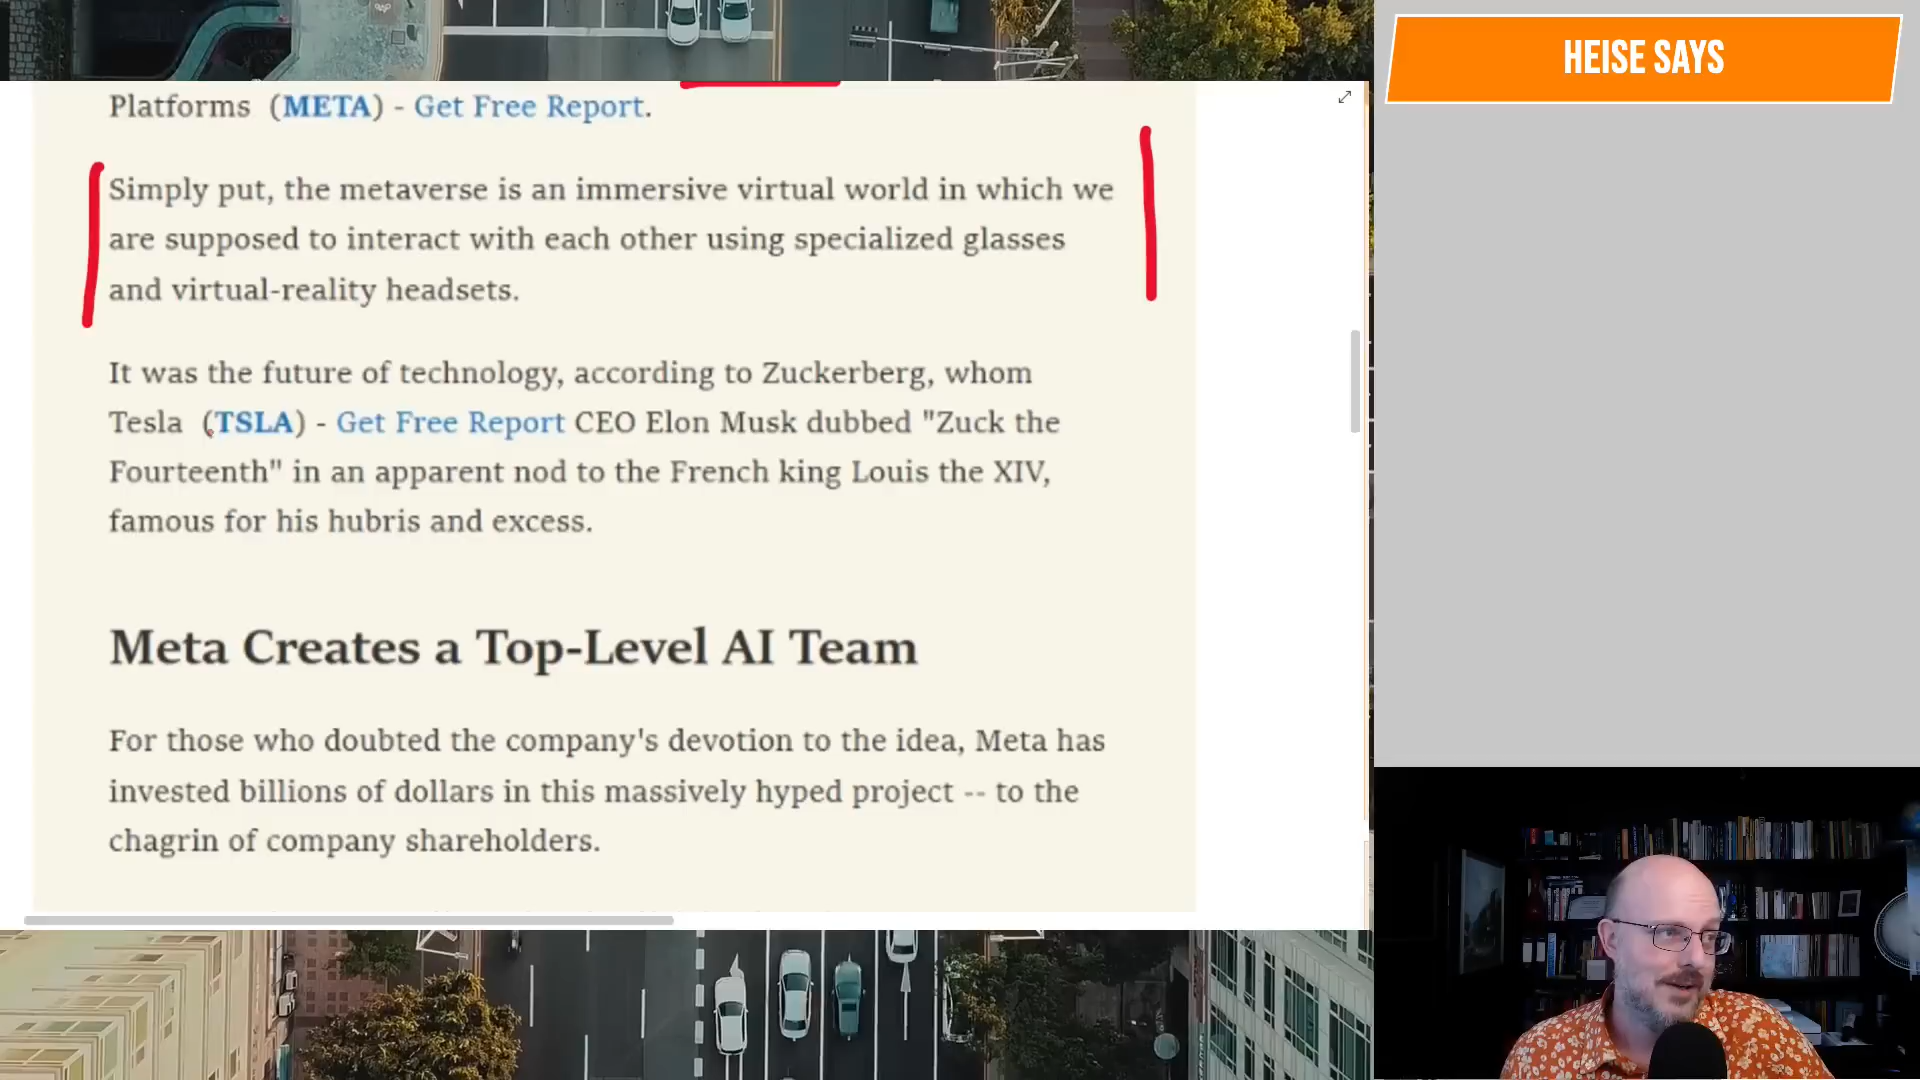 HEISE SAYS
Platforms (META) - Get Free Report.
Simply put, the metaverse is an immersive virtual world in which we
are supposed to interact with each other using specialized glasses
and virtual-reality headsets.
It was the future of technology, according to Zuckerberg, whom
Tesla (TSLA) - Get Free Report CEO Elon Musk dubbed "Zuck the
Fourteenth" in an apparent nod to the French king Louis the XIV,
famous for his hubris and excess.
Meta Creates a Top-Level AI Team
For those who doubted the company's devotion to the idea, Meta has
invested billions of dollars in this massively hyped project -- to the
chagrin of company shareholders.